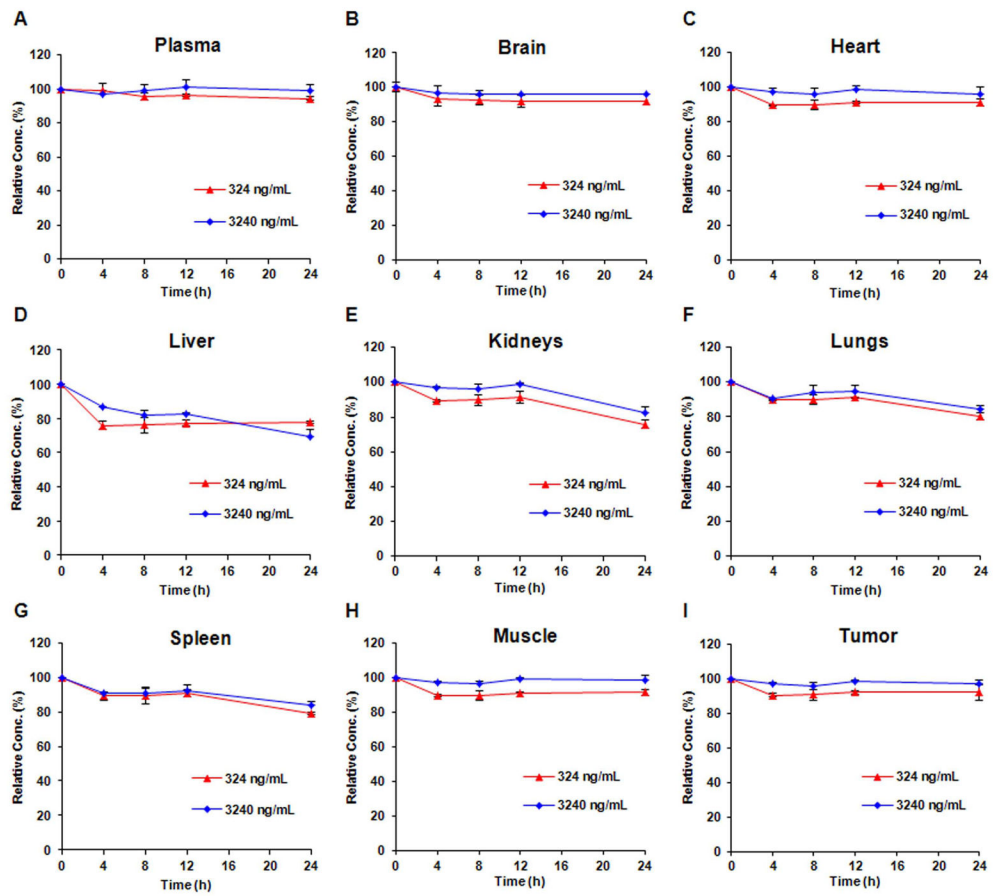 A
Plasma
120
100
80
60
40
20
0
Relative Conc. (%)
324 ng/mL
3240 ng/mL
0 4 8 12 16 20 24
Time (h)
B
Brain
120
100
80
60
40
20
0
Relative Conc. (%)
324 ng/mL
3240 ng/mL
0 4 8 12 16 20 24
Time (h)
C
Heart
120
100
80
60
40
20
0
Relative Conc. (%)
324 ng/mL
3240 ng/mL
0 4 8 12 16 20 24
Time (h)
D
Liver
120
100
80
60
40
20
0
Relative Conc. (%)
324 ng/mL
3240 ng/mL
0 4 8 12 16 20 24
Time (h)
E
Kidneys
120
100
80
60
40
20
0
Relative Conc. (%)
324 ng/mL
3240 ng/mL
0 4 8 12 16 20 24
Time (h)
F
Lungs
120
100
80
60
40
20
0
Relative Conc. (%)
324 ng/mL
3240 ng/mL
0 4 8 12 16 20 24
Time (h)
G
Spleen
120
100
80
60
40
20
0
Relative Conc. (%)
324 ng/mL
3240 ng/mL
0 4 8 12 16 20 24
Time (h)
H
Muscle
120
100
80
60
40
20
0
Relative Conc. (%)
324 ng/mL
3240 ng/mL
0 4 8 12 16 20 24
Time (h)
I
Tumor
120
100
80
60
40
20
0
Relative Conc. (%)
324 ng/mL
3240 ng/mL
0 4 8 12 16 20 24
Time (h)